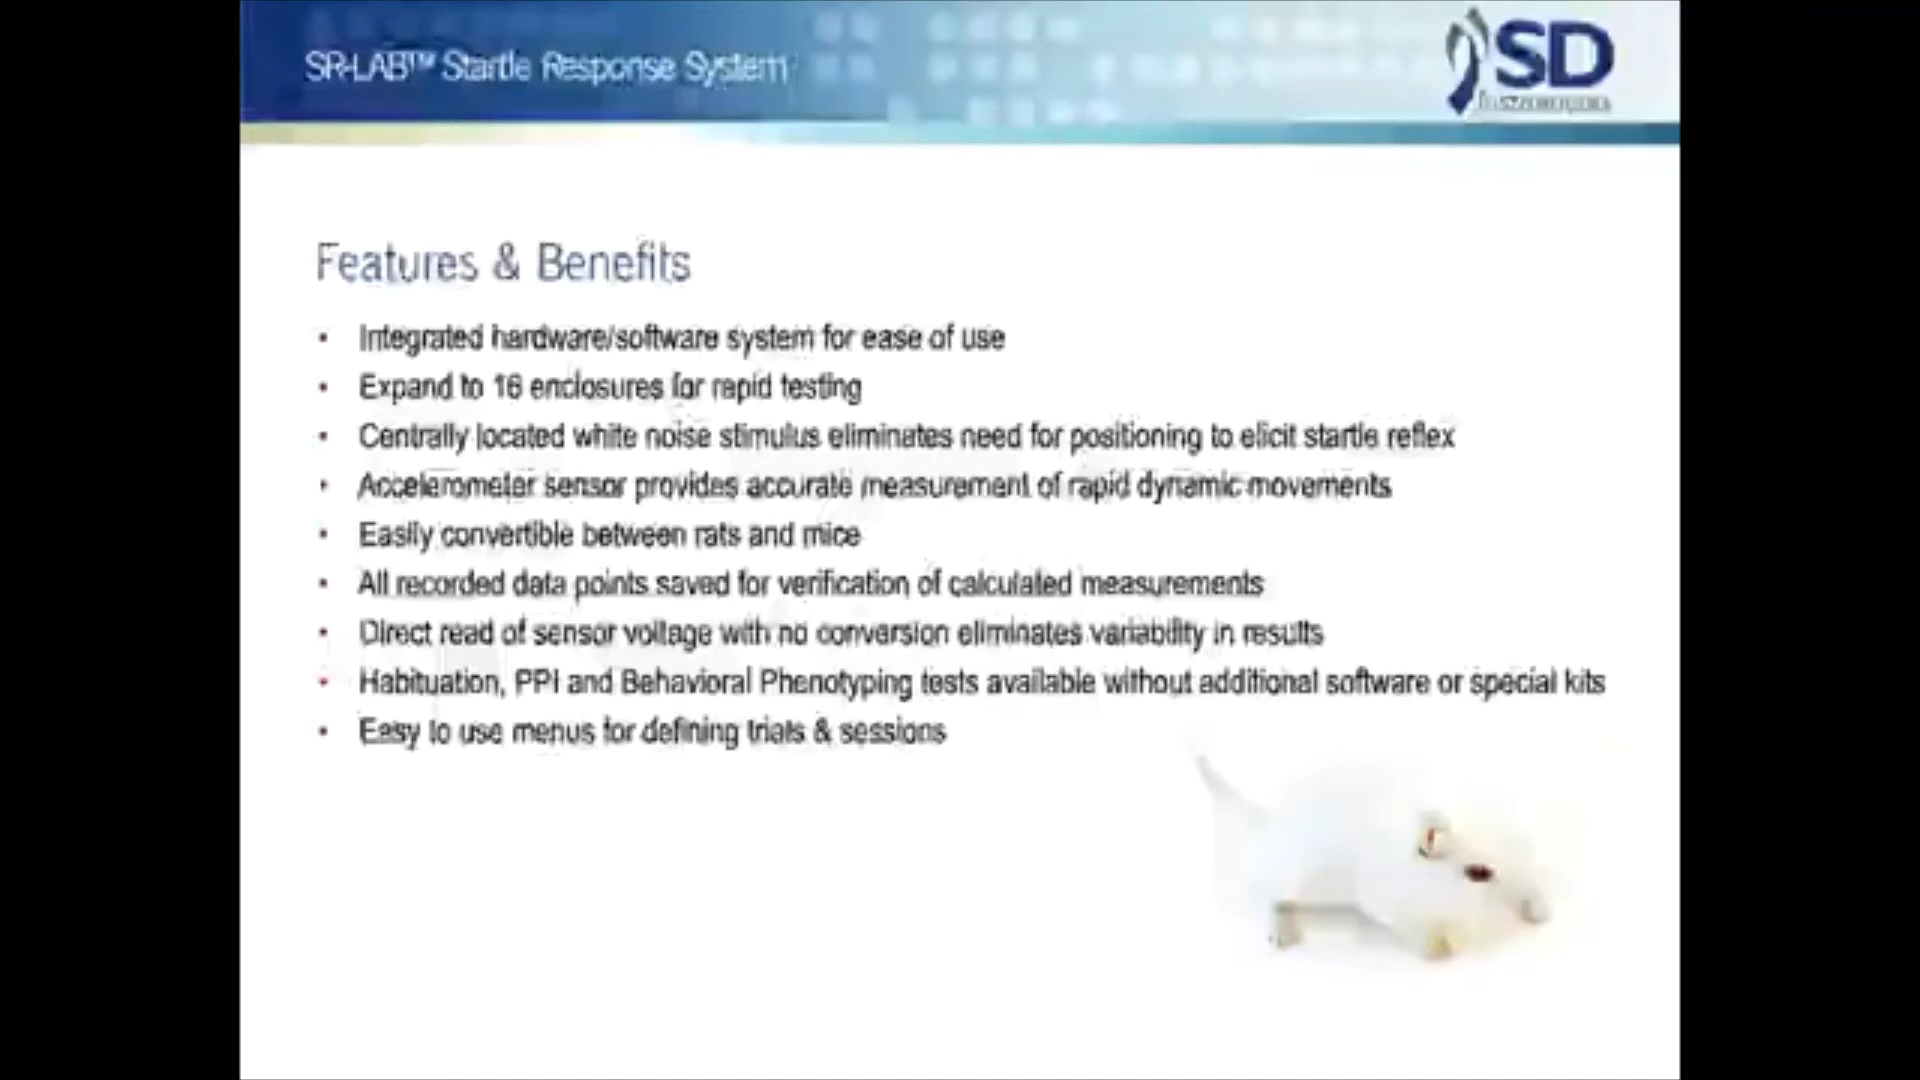 SR-LAB™ Startle Response System
SD
Instruments
Features & Benefits
• Integrated hardware/software system for ease of use
• Expand to 16 enclosures for rapid testing
• Centrally located white noise stimulus eliminates need for positioning to elicit startle reflex
• Accelerometer sensor provides accurate measurement of rapid dynamic movements
• Easily convertible between rats and mice
• All recorded data points saved for verification of calculated measurements
• Direct read of sensor voltage with no conversion eliminates variability in results
• Habituation, PPI and Behavioral Phenotyping tests available without additional software or special kits
• Easy to use menus for defining trials & sessions